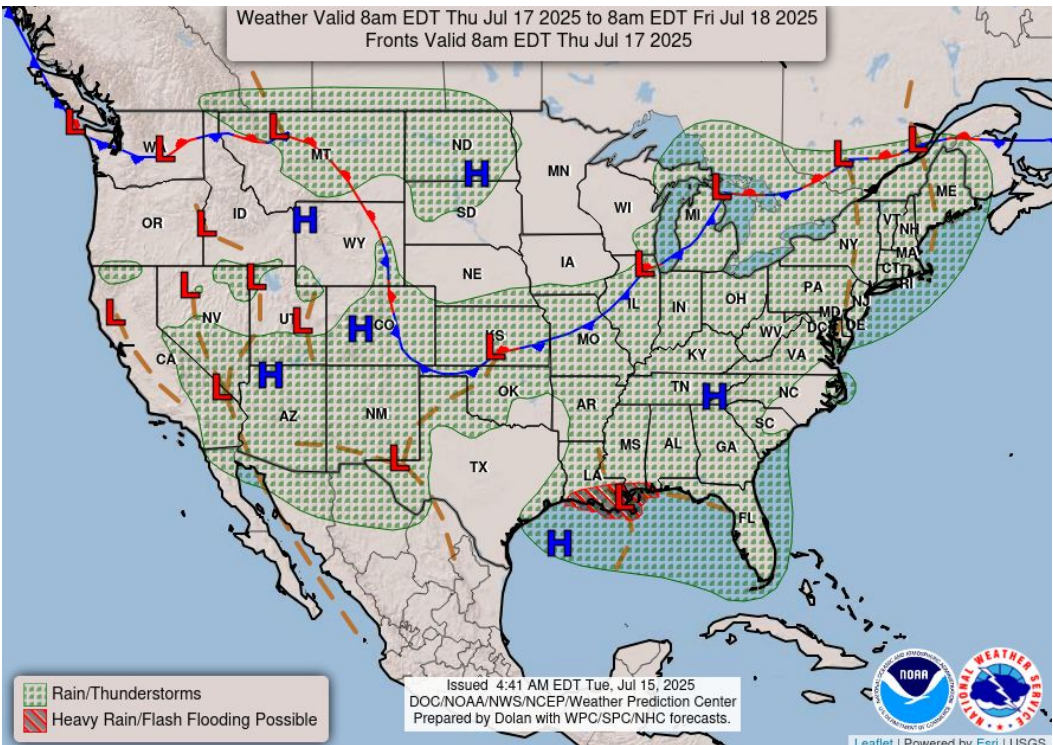 Weather Valid 8am EDT Thu Jul 17 2025 to 8am EDT Fri Jul 18 2025
Fronts Valid 8am EDT Thu Jul 17 2025
L
WA
L
L
MT
ND
H
MN
L
L
L
ME
OR
L
ID
H
SD
WI
MI
VT
NH
WY
NY
MA
CT
RI
L
L
NE
IA
L
PA
L
NV
UT
L
H
CO
IL
IN
OH
NJ
MD
DC
DE
WV
CA
KS
L
MO
KY
VA
L
H
AZ
NM
OK
AR
TN
H
NC
SC
L
TX
MS
AL
GA
LA
L
FL
H
Rain/Thunderstorms
Heavy Rain/Flash Flooding Possible
Issued 4:41 AM EDT Tue, Jul 15, 2025
DOC/NOAA/NWS/NCEP/Weather Prediction Center
Prepared by Dolan with WPC/SPC/NHC forecasts.
NOAA
NATIONAL WEATHER SERVICE
Leaflet | Powered by Esri | USGS